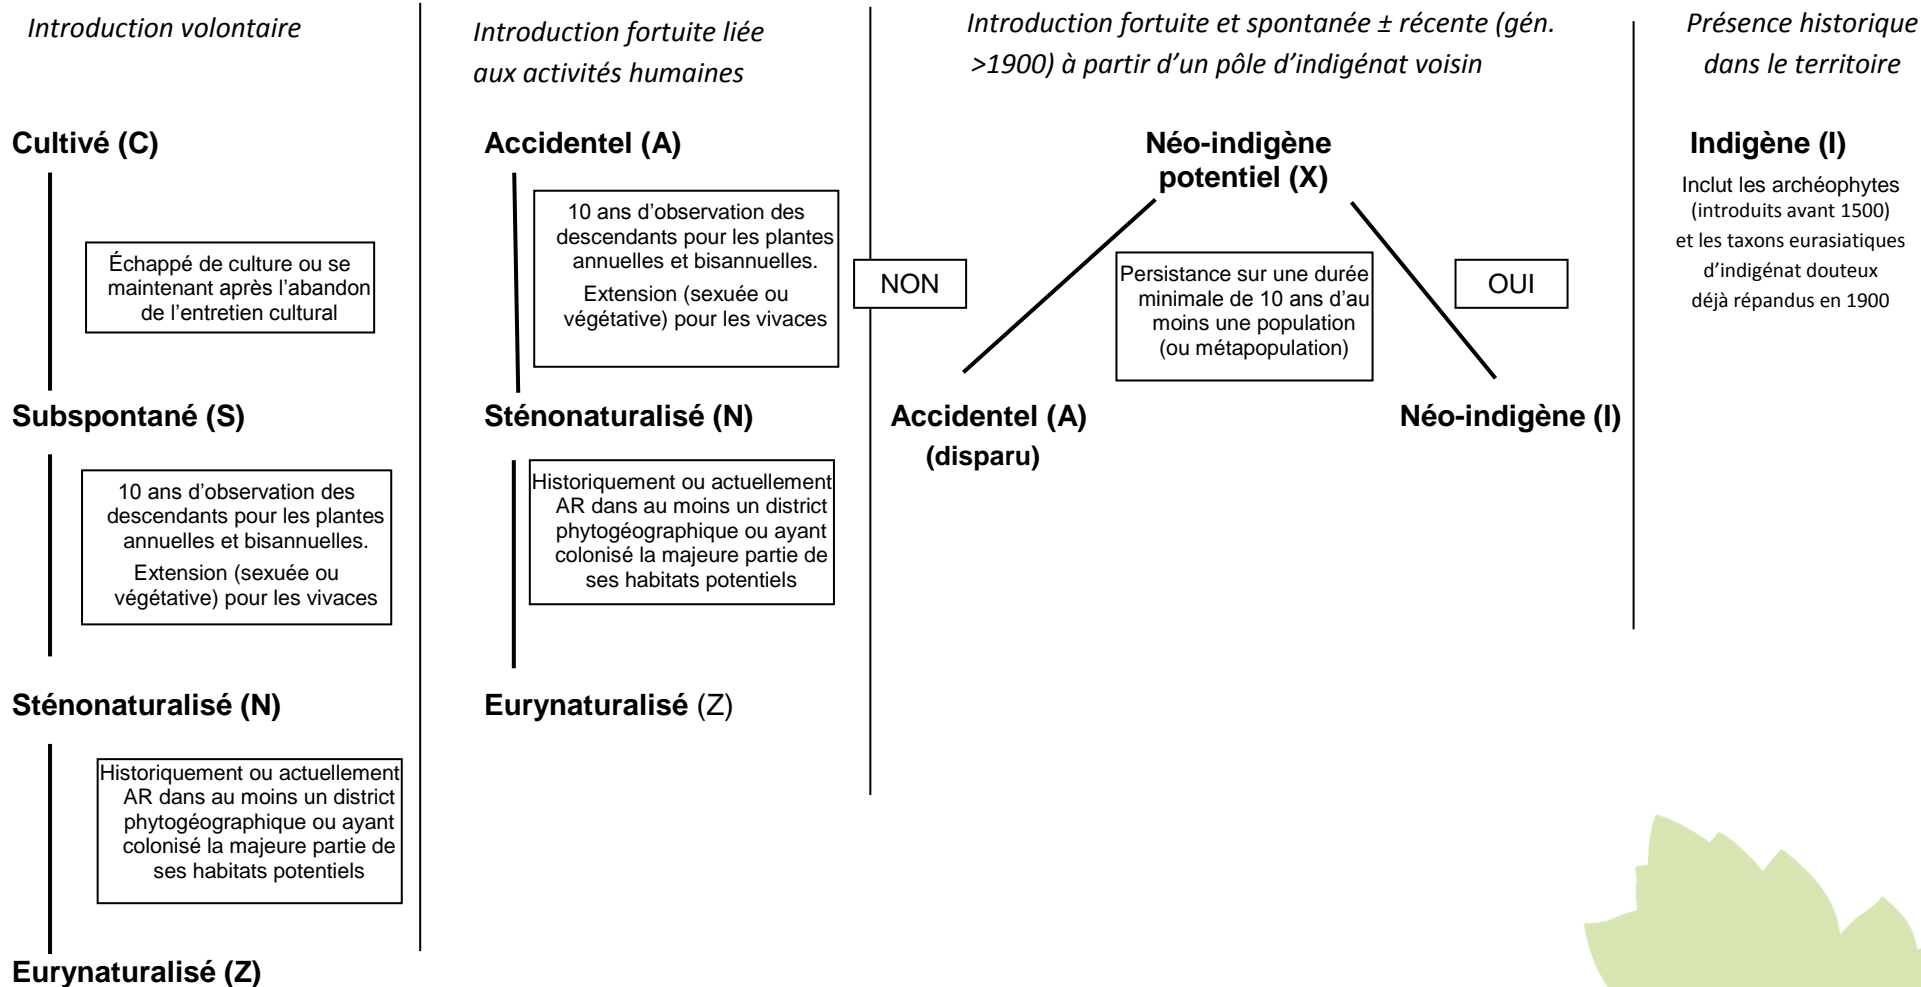 Introduction volontaire
Cultivé (C)
Échappé de culture ou se
maintenant après l’abandon
de l’entretien cultural
Subspontané (S)
10 ans d’observation des
descendants pour les plantes
annuelles et bisannuelles.
Extension (sexuée ou
végétative) pour les vivaces
Sténonaturalisé (N)
Historiquement ou actuellement
AR dans au moins un district
phytogéographique ou ayant
colonisé la majeure partie de
ses habitats potentiels
Eurynaturalisé (Z)
Introduction fortuite liée
aux activités humaines
Accidentel (A)
10 ans d’observation des
descendants pour les plantes
annuelles et bisannuelles.
Extension (sexuée ou
végétative) pour les vivaces
Sténonaturalisé (N)
Historiquement ou actuellement
AR dans au moins un district
phytogéographique ou ayant
colonisé la majeure partie de
ses habitats potentiels
Eurynaturalisé (Z)
Introduction fortuite et spontanée ± récente (gén.
>1900) à partir d’un pôle d’indigénat voisin
Néo-indigène
potentiel (X)
NON
Persistance sur une durée
minimale de 10 ans d’au
moins une population
(ou métapopulation)
OUI
Accidentel (A)
(disparu)
Néo-indigène (I)
Présence historique
dans le territoire
Indigène (I)
Inclut les archéophytes
(introduits avant 1500)
et les taxons eurasiatiques
d’indigénat douteux
déjà répandus en 1900